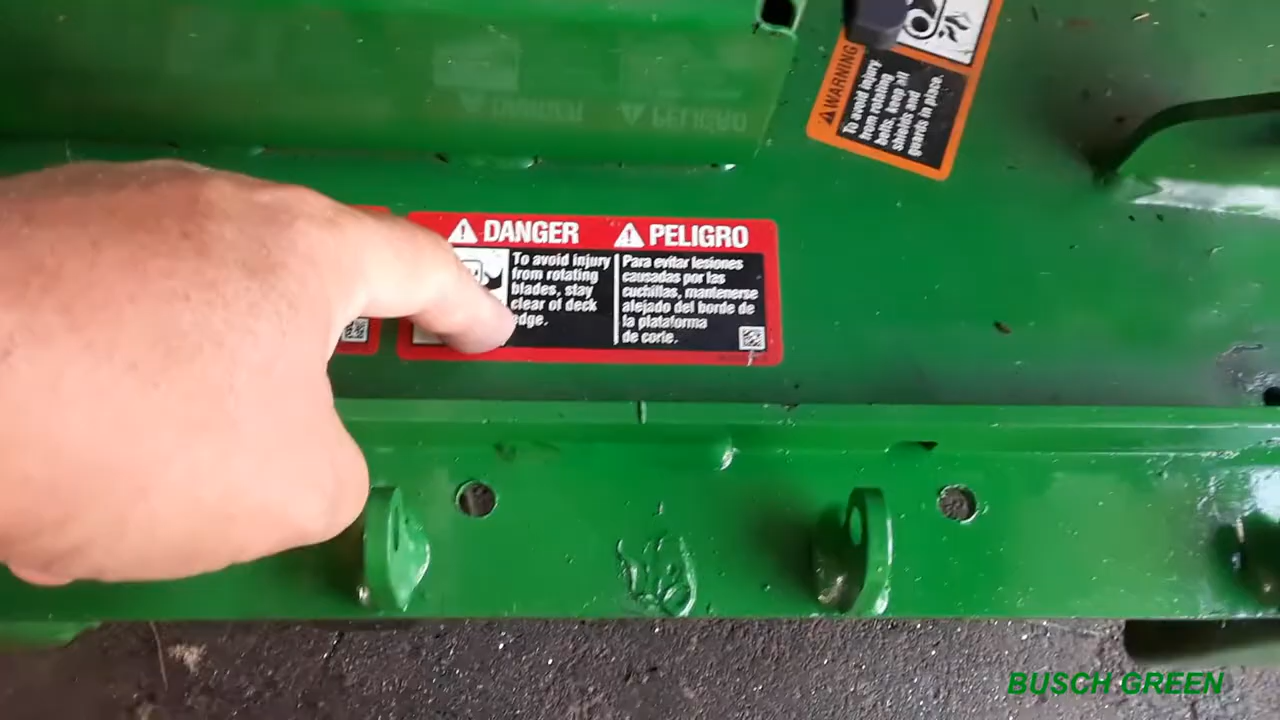 WARNING
To avoid injury
from rotating
belts, keep all
shields and
guards in place.
DANGER
To avoid injury
from rotating
blades, stay
clear of deck
edge.
PELIGRO
Para evitar lesiones
causadas por las
cuchillas, mantenerse
alejado del borde de
la plataforma
de corte.
BUSCH GREEN